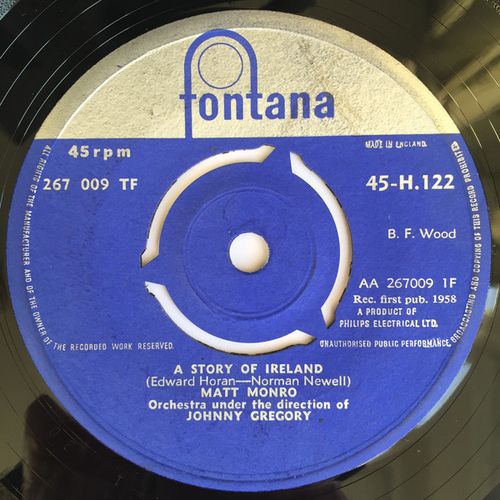 fontana
45 rpm
MADE IN ENGLAND
267 009 TF
45-H.122
B. F. Wood
AA 267009 1F
Rec. first pub. 1958
A PRODUCT OF
PHILIPS ELECTRICAL LTD.
ALL RIGHTS OF THE MANUFACTURER AND OF THE OWNER OF THE RECORDED WORK RESERVED.
UNAUTHORISED PUBLIC PERFORMANCE BROADCASTING AND COPYING OF THIS RECORD PROHIBITED
A STORY OF IRELAND
(Edward Horan—Norman Newell)
MATT MONRO
Orchestra under the direction of
JOHNNY GREGORY